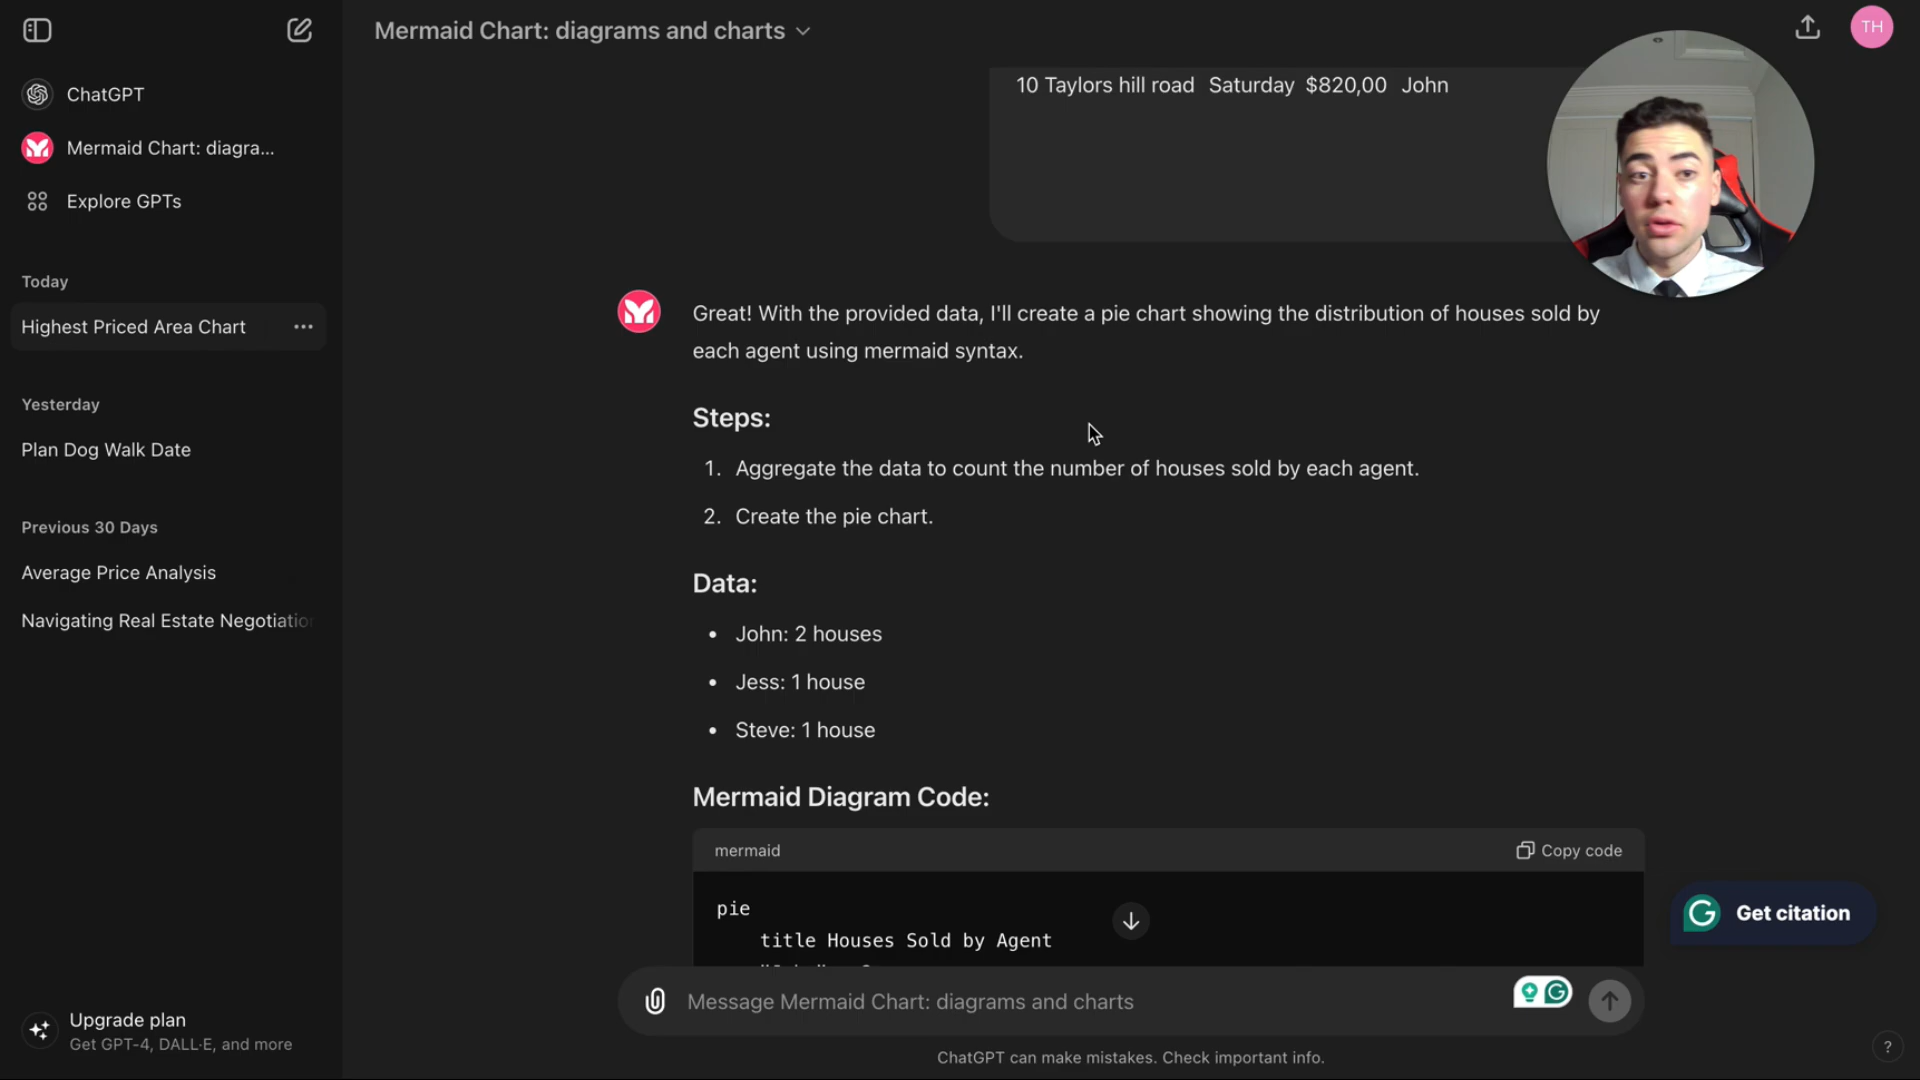 Mermaid Chart: diagrams and charts
TH
ChatGPT
Mermaid Chart: diagra...
Explore GPTs
Today
Highest Priced Area Chart
Yesterday
Plan Dog Walk Date
Previous 30 Days
Average Price Analysis
Navigating Real Estate Negotiation
Upgrade plan
Get GPT-4, DALL·E, and more
10 Taylors hill road Saturday $820,00 John
Great! With the provided data, I'll create a pie chart showing the distribution of houses sold by
each agent using mermaid syntax.
Steps:
1. Aggregate the data to count the number of houses sold by each agent.
2. Create the pie chart.
Data:
• John: 2 houses
• Jess: 1 house
• Steve: 1 house
Mermaid Diagram Code:
mermaid
Copy code
pie
title Houses Sold by Agent
Get citation
Message Mermaid Chart: diagrams and charts
ChatGPT can make mistakes. Check important info.
?